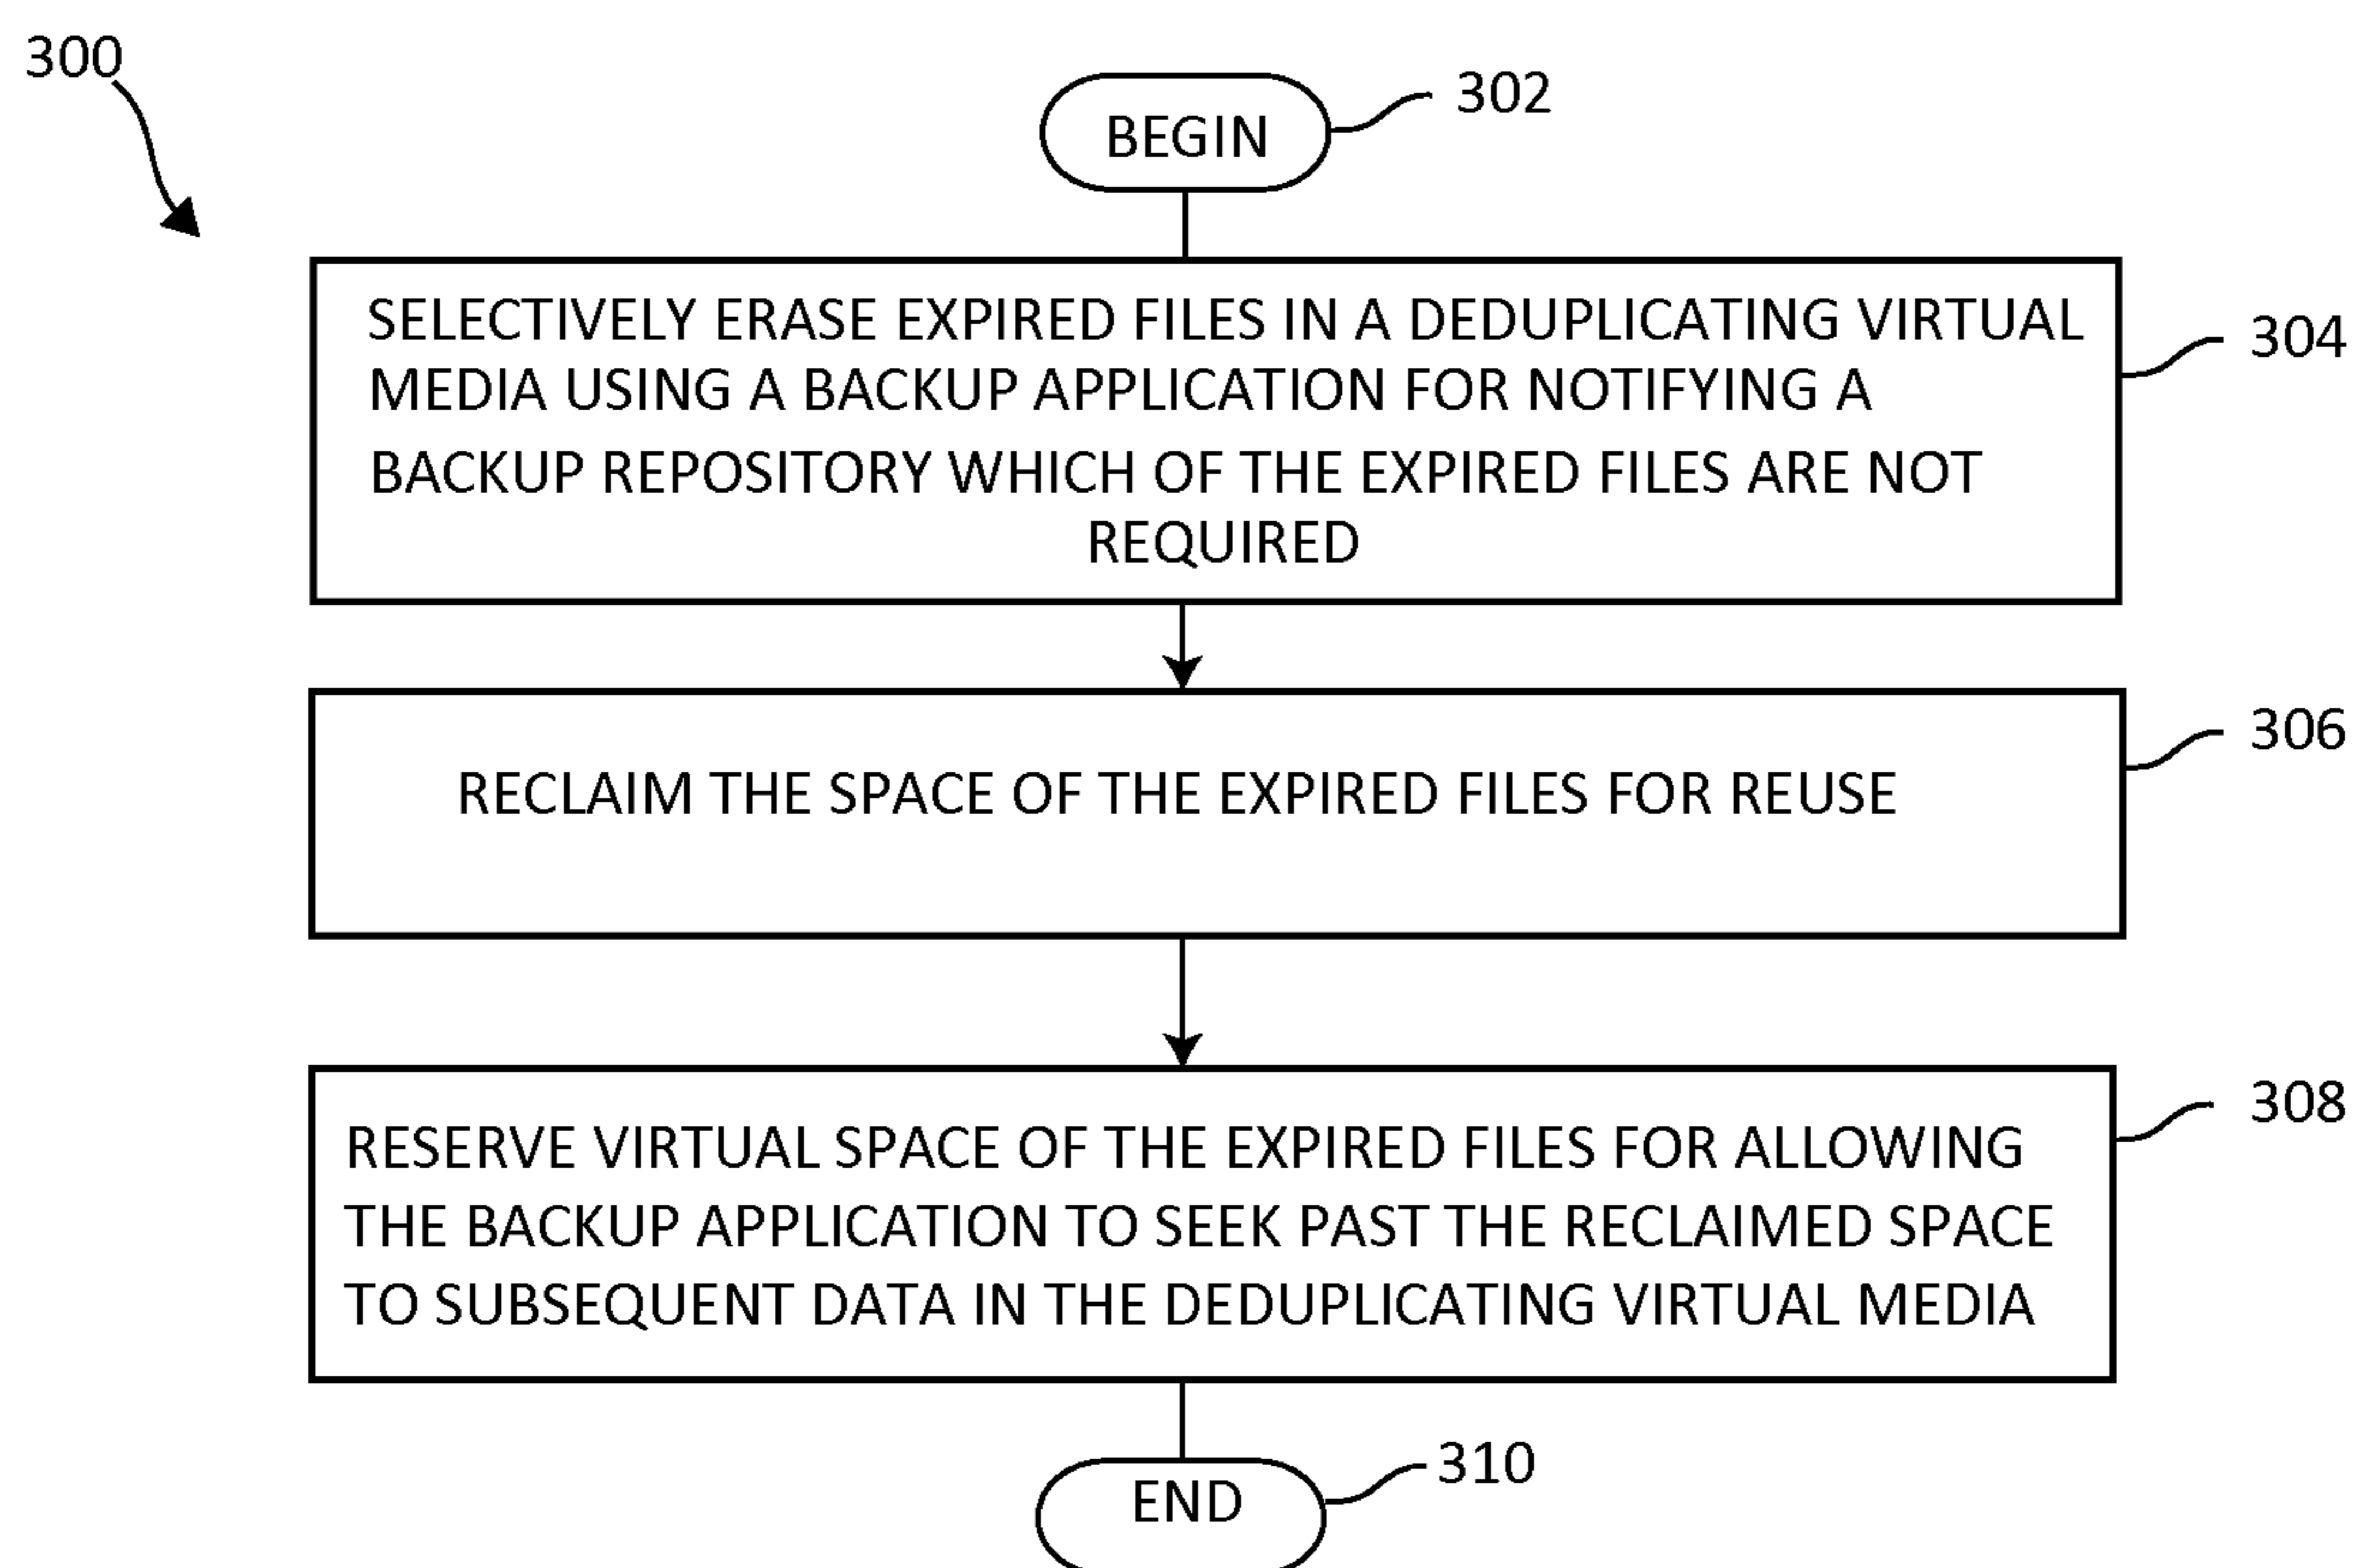 300
BEGIN
302
SELECTIVELY ERASE EXPIRED FILES IN A DEDUPLICATING VIRTUAL
MEDIA USING A BACKUP APPLICATION FOR NOTIFYING A
BACKUP REPOSITORY WHICH OF THE EXPIRED FILES ARE NOT
REQUIRED
304
RECLAIM THE SPACE OF THE EXPIRED FILES FOR REUSE
306
RESERVE VIRTUAL SPACE OF THE EXPIRED FILES FOR ALLOWING
THE BACKUP APPLICATION TO SEEK PAST THE RECLAIMED SPACE
TO SUBSEQUENT DATA IN THE DEDUPLICATING VIRTUAL MEDIA
308
END
310